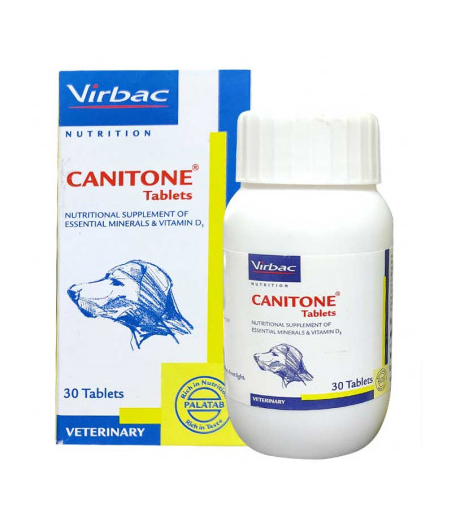 Virbac
NUTRITION
CANITONE®
Tablets
NUTRITIONAL SUPPLEMENT OF
ESSENTIAL MINERALS & VITAMIN D₃
30 Tablets
Rich in Nutrition
PALATAB
Rich in Taste
VETERINARY
Virbac
NUTRITION
CANITONE®
Tablets
NUTRITIONAL SUPPLEMENT OF
ESSENTIAL MINERALS & VITAMIN D₃
30 Tablets
VETERINARY